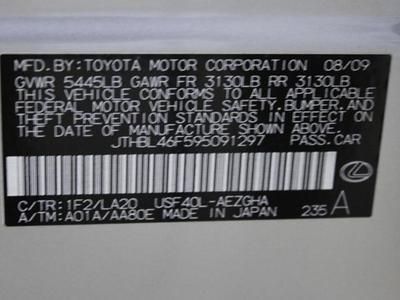 MFD. BY: TOYOTA MOTOR CORPORATION 08/09
GVWR 5445LB GAWR FR 3130LB RR 3130LB
THIS VEHICLE CONFORMS TO ALL APPLICABLE
FEDERAL MOTOR VEHICLE SAFETY, BUMPER, AND
THEFT PREVENTION STANDARDS IN EFFECT ON
THE DATE OF MANUFACTURE SHOWN ABOVE.
JTHBL46F595091297 PASS. CAR
C/TR: 1F2/LA20 USF40L-AEZGHA
A/TM: A01A/AA80E MADE IN JAPAN 235 A